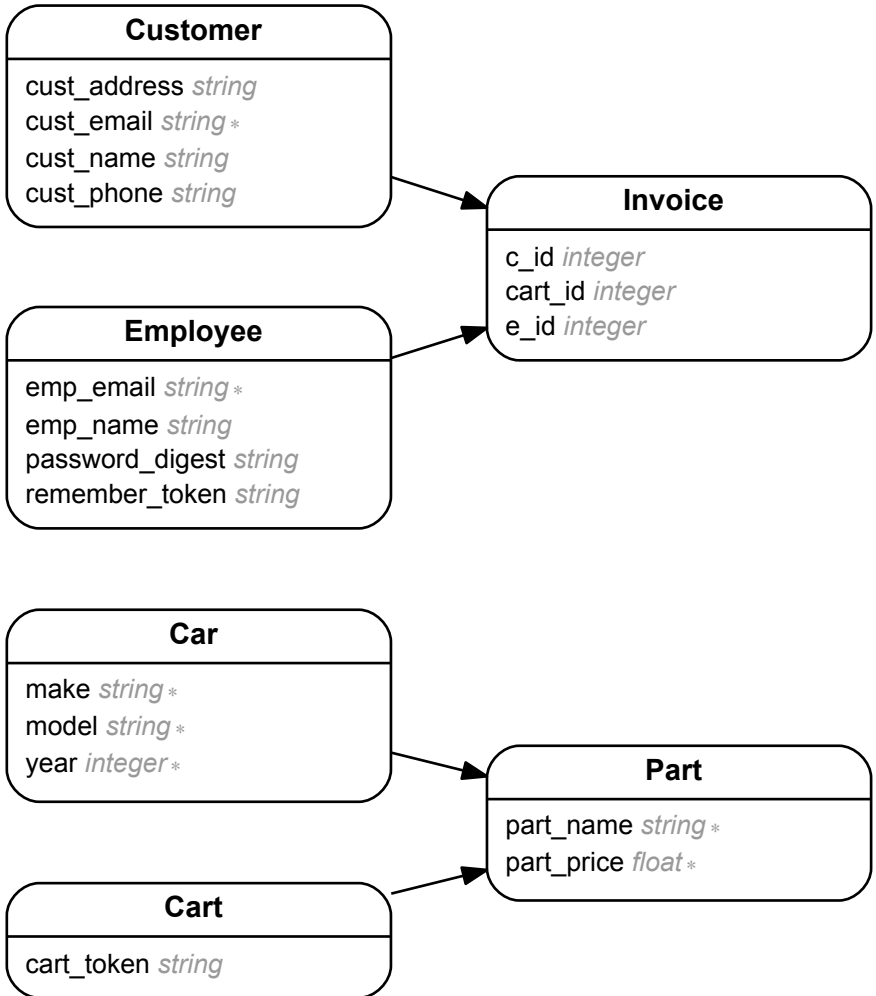 Customer
cust_address string
cust_email string *
cust_name string
cust_phone string
Invoice
c_id integer
cart_id integer
e_id integer
Employee
emp_email string *
emp_name string
password_digest string
remember_token string
Car
make string *
model string *
year integer *
Part
part_name string *
part_price float *
Cart
cart_token string